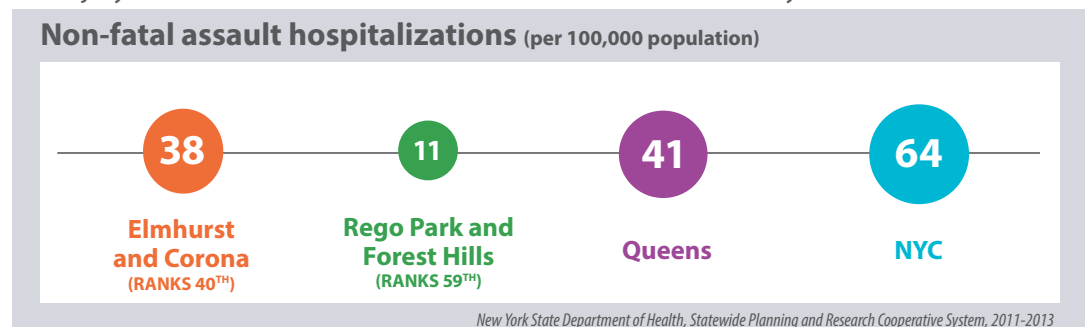 Non-fatal assault hospitalizations (per 100,000 population)
38
11
41
64
Elmhurst
and Corona
(RANKS 40TH)
Rego Park and
Forest Hills
(RANKS 59TH)
Queens
NYC
New York State Department of Health, Statewide Planning and Research Cooperative System, 2011-2013